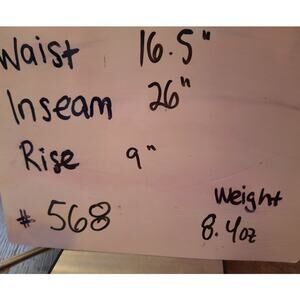 Waist 16.5"
Inseam 26"
Rise 9"
# 568
Weight
8.4oz